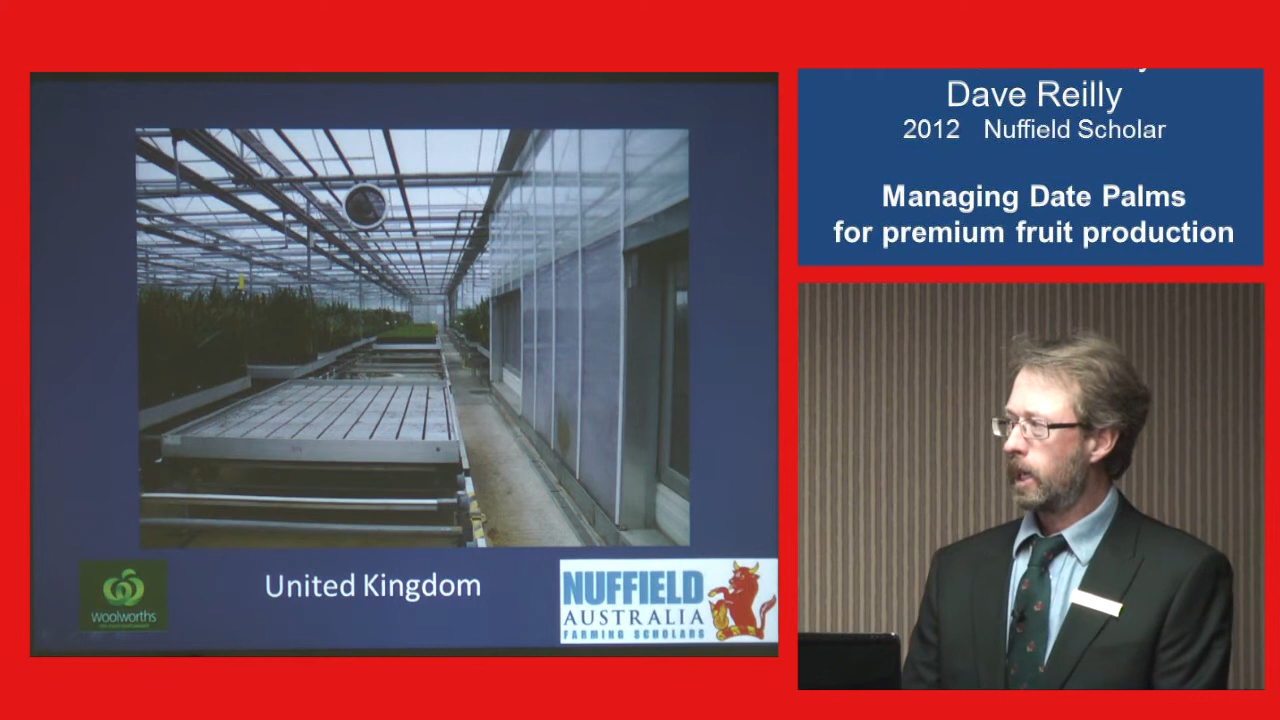 United Kingdom
Woolworths
NUFFIELD
AUSTRALIA
FARMING SCHOLARS
Dave Reilly
2012 Nuffield Scholar
Managing Date Palms
for premium fruit production